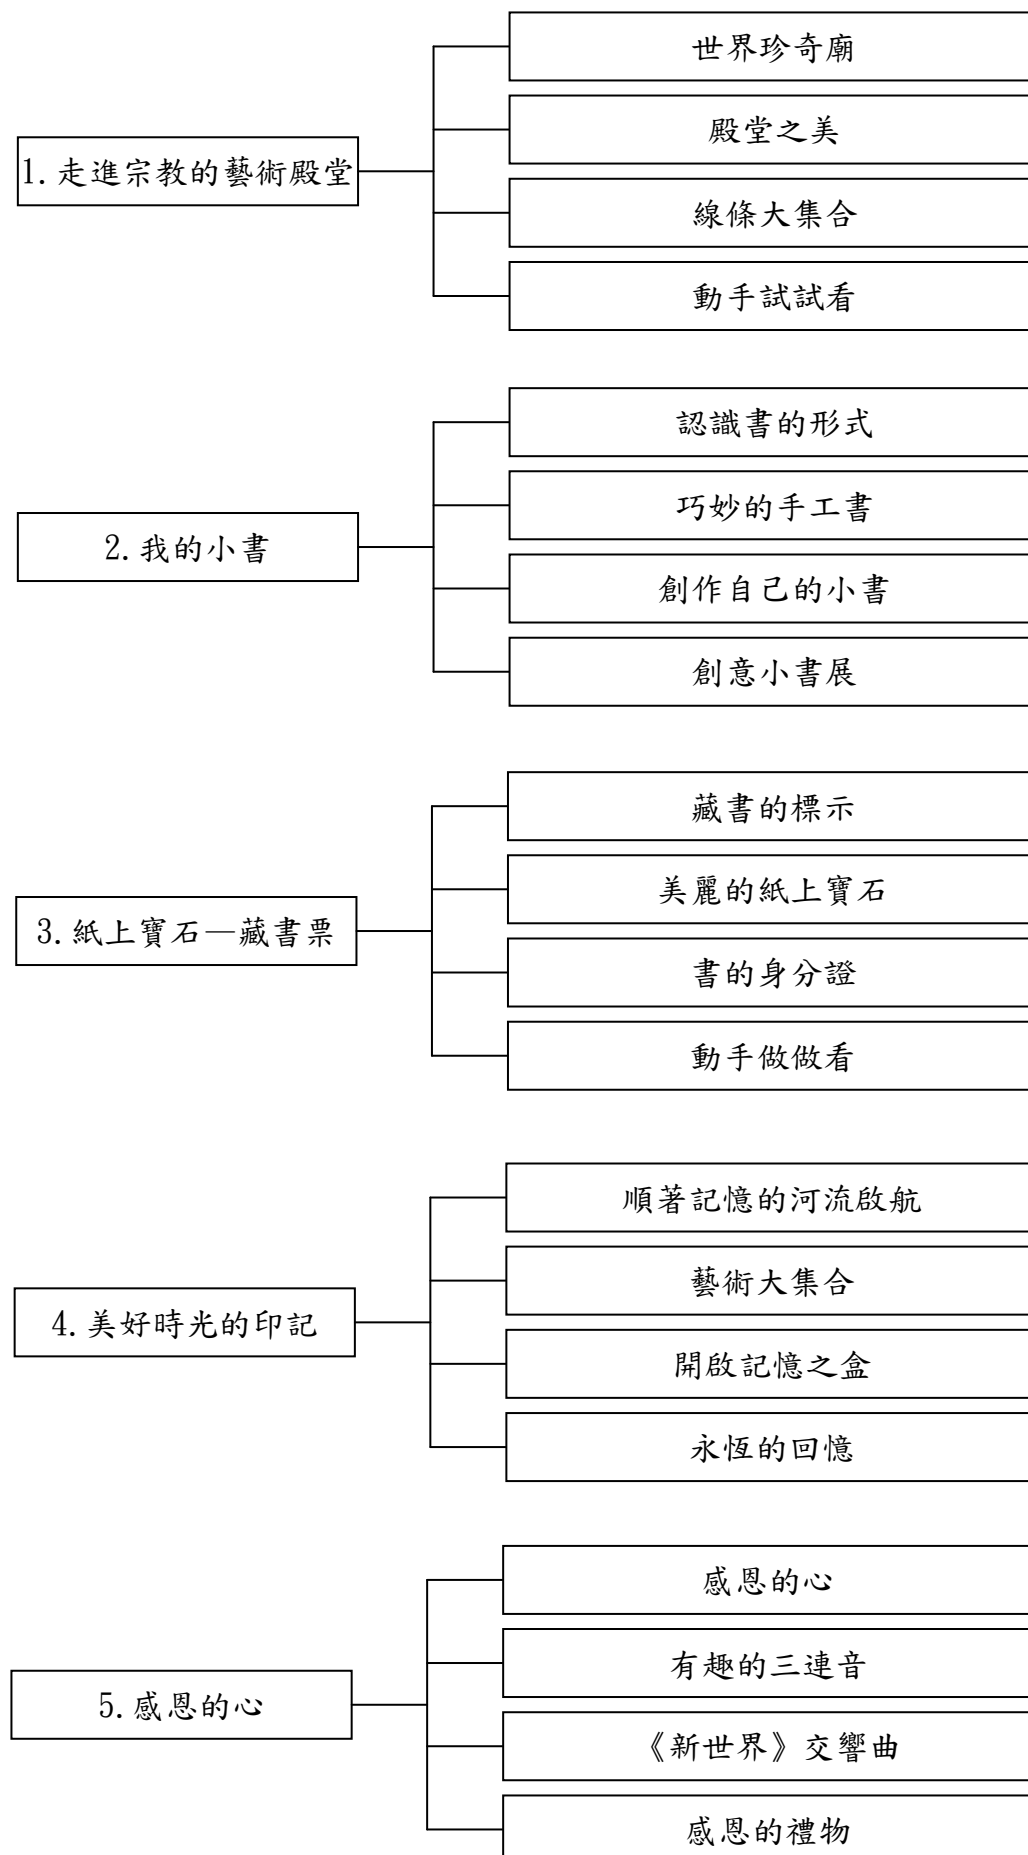 1.走進宗教的藝術殿堂
世界珍奇廟
殿堂之美
線條大集合
動手試試看
2.我的小書
認識書的形式
巧妙的手工書
創作自己的小書
創意小書展
3.紙上寶石—藏書票
藏書的標示
美麗的紙上寶石
書的身分證
動手做做看
4.美好時光的印記
順著記憶的河流啟航
藝術大集合
開啟記憶之盒
永恆的回憶
5.感恩的心
感恩的心
有趣的三連音
《新世界》交響曲
感恩的禮物